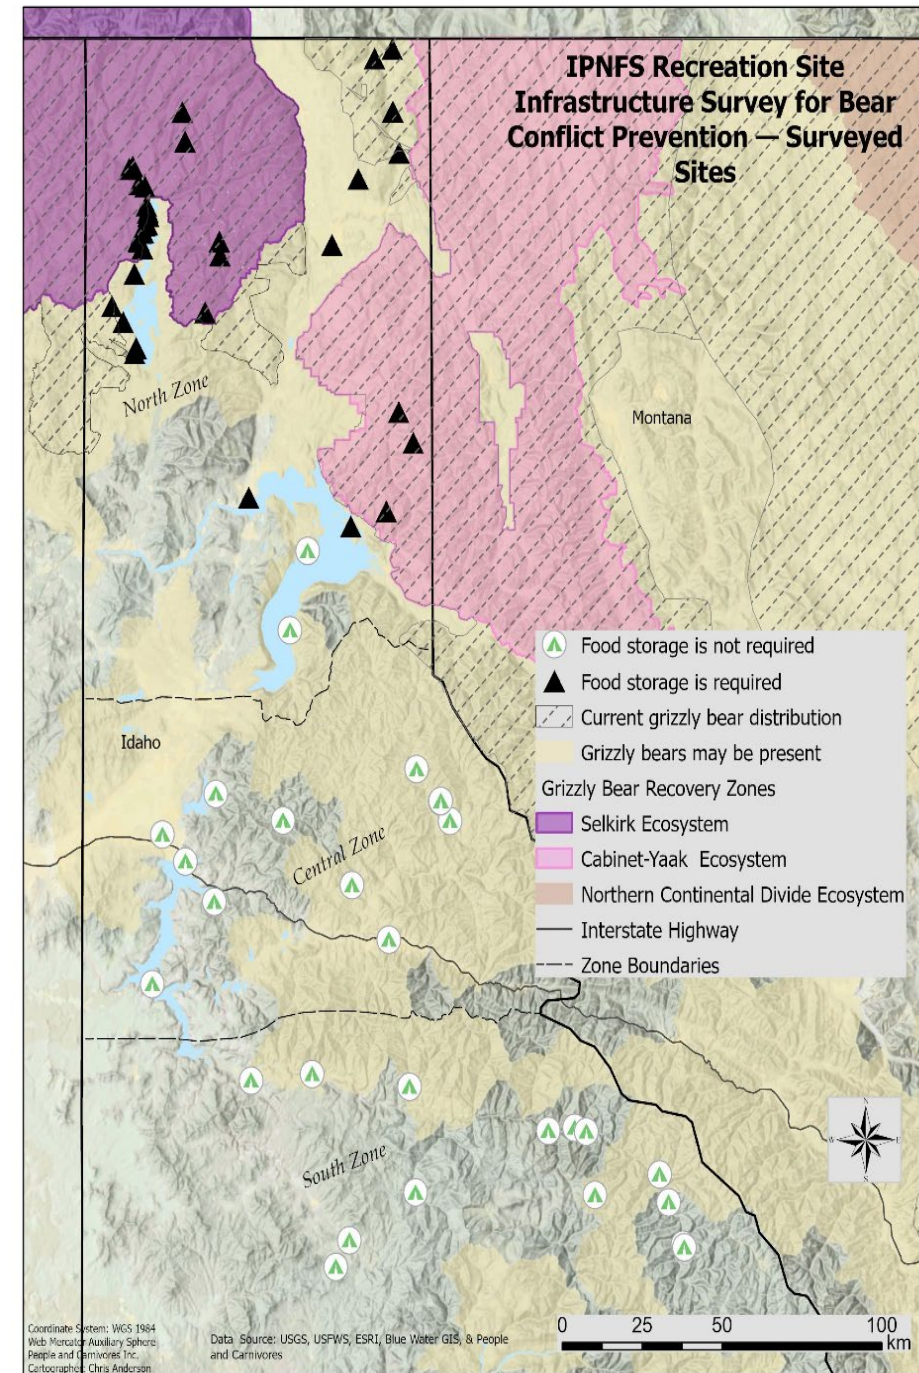 IPNFS Recreation Site
Infrastructure Survey for Bear
Conflict Prevention — Surveyed
Sites
North Zone
Montana
Food storage is not required
Food storage is required
Current grizzly bear distribution
Idaho
Grizzly bears may be present
Grizzly Bear Recovery Zones
Selkirk Ecosystem
Central Zone
Cabinet-Yaak Ecosystem
Northern Continental Divide Ecosystem
Interstate Highway
Zone Boundaries
N
W
E
S
South Zone
Coordinate System: WGS 1984
Web Mercator Auxiliary Sphere
People and Carnivores Inc.
Cartographer: Chris Anderson
Data Source: USGS, USFWS, ESRI, Blue Water GIS, & People
and Carnivores
0 25 50 100
km